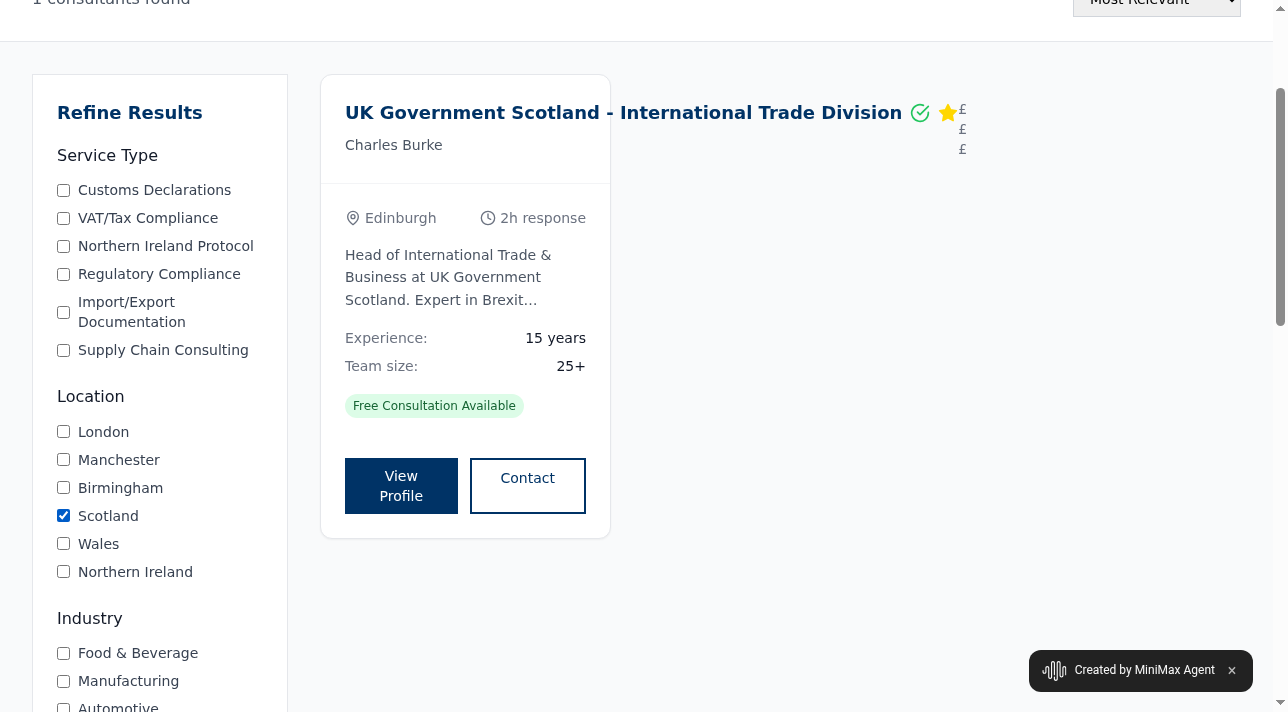 1 consultants found
Most Relevant
Refine Results
Service Type
Customs Declarations
VAT/Tax Compliance
Northern Ireland Protocol
Regulatory Compliance
Import/Export
Documentation
Supply Chain Consulting
Location
London
Manchester
Birmingham
Scotland
Wales
Northern Ireland
Industry
Food & Beverage
Manufacturing
Automotive
UK Government Scotland - International Trade Division
£
£
£
Charles Burke
Edinburgh
2h response
Head of International Trade &
Business at UK Government
Scotland. Expert in Brexit...
Experience: 15 years
Team size: 25+
Free Consultation Available
View
Profile
Contact
Created by MiniMax Agent ×